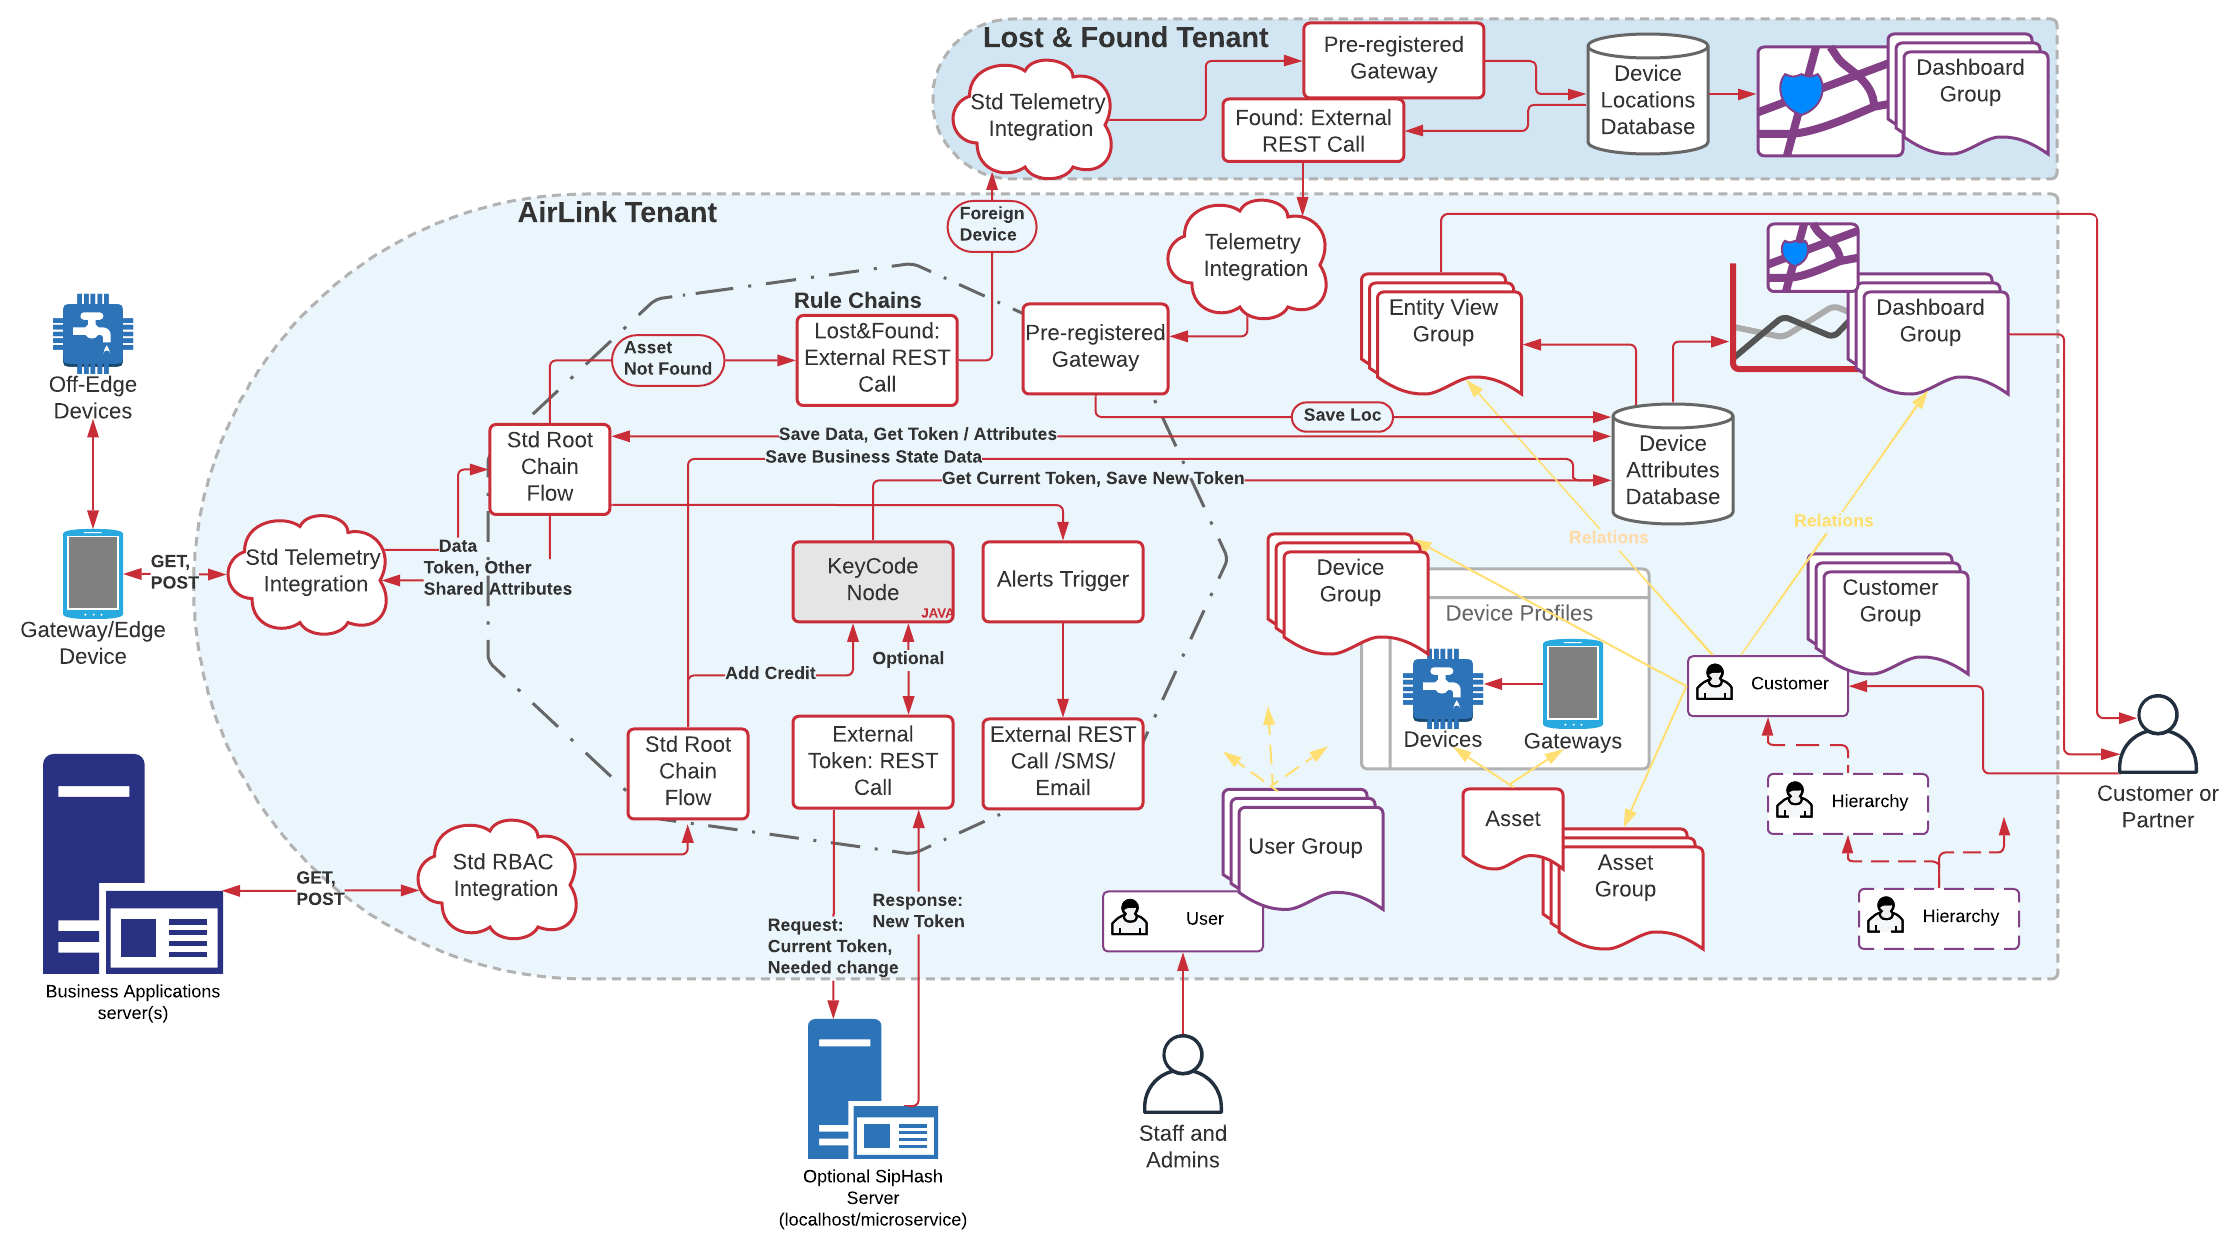 Lost & Found Tenant
Std Telemetry
Integration
Pre-registered
Gateway
Found: External
REST Call
Device
Locations
Database
Dashboard
Group
AirLink Tenant
Foreign
Device
Telemetry
Integration
Rule Chains
Lost&Found:
External REST
Call
Asset
Not Found
Pre-registered
Gateway
Entity View
Group
Dashboard
Group
Off-Edge
Devices
Save Loc
Std Root
Chain
Flow
Save Data, Get Token / Attributes
Save Business State Data
Get Current Token, Save New Token
Device
Attributes
Database
Relations
Relations
GET,
POST
Std Telemetry
Integration
Data
Token, Other
Shared Attributes
Gateway/Edge
Device
KeyCode
Node
JAVA
Alerts Trigger
Device
Group
Device Profiles
Devices
Gateways
Customer
Group
Customer
Add Credit
Optional
Std Root
Chain
Flow
External
Token: REST
Call
External REST
Call /SMS/
Email
Hierarchy
Customer or
Partner
Asset
Asset
Group
User Group
User
Hierarchy
Std RBAC
Integration
GET,
POST
Business Applications
server(s)
Request:
Current Token,
Needed change
Response:
New Token
Optional SipHash
Server
(localhost/microservice)
Staff and
Admins